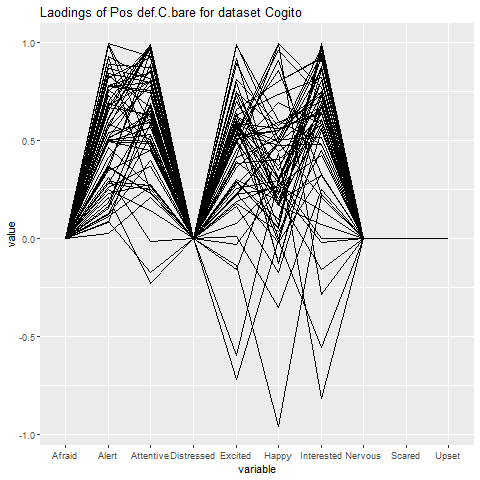 Laodings of Pos def.C.bare for dataset Cogito
value
1.0
0.5
0.0
-0.5
-1.0
Afraid Alert Attentive Distressed Excited Happy Interested Nervous Scared Upset
variable